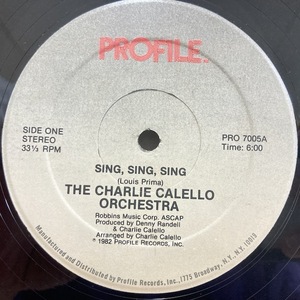 PROFILE.
SIDE ONE
STEREO
33⅓ RPM
PRO 7005A
Time: 6:00
SING, SING, SING
(Louis Prima)
THE CHARLIE CALELLO
ORCHESTRA
Robbins Music Corp. ASCAP
Produced by Denny Randell
& Charlie Calello
Arranged by Charlie Calello
℗ 1982 PROFILE RECORDS, INC.
Manufactured and Distributed by Profile Records, Inc., 1775 Broadway, N.Y., N.Y. 10019